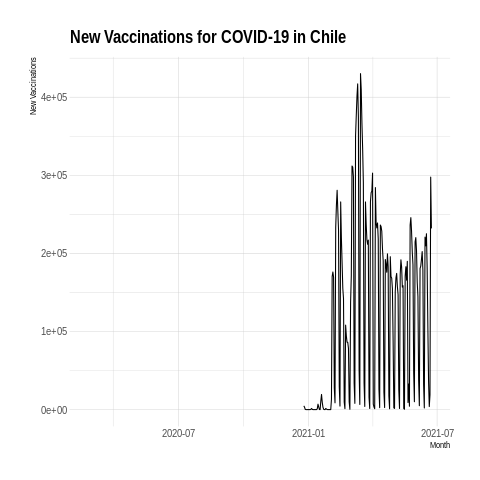 New Vaccinations for COVID-19 in Chile
New Vaccinations
4e+05
3e+05
2e+05
1e+05
0e+00
2020-07
2021-01
2021-07
Month